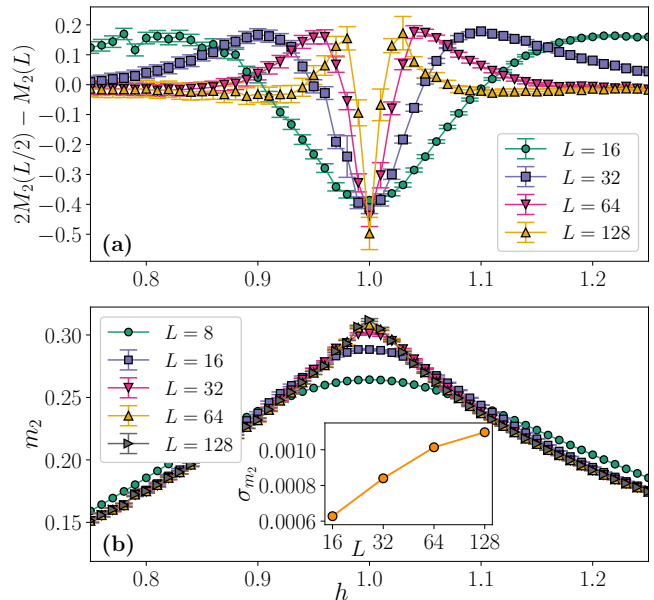 2M₂(L/2) − M₂(L)
0.2
0.1
0.0
−0.1
−0.2
−0.3
−0.4
−0.5
(a)
L = 16
L = 32
L = 64
L = 128
0.8
0.9
1.0
1.1
1.2
m₂
0.30
0.25
0.20
0.15
L = 8
L = 16
L = 32
L = 64
L = 128
(b)
σₘ₂
0.0010
0.0008
0.0006
16
32
64
128
L
0.8
0.9
1.0
1.1
1.2
h